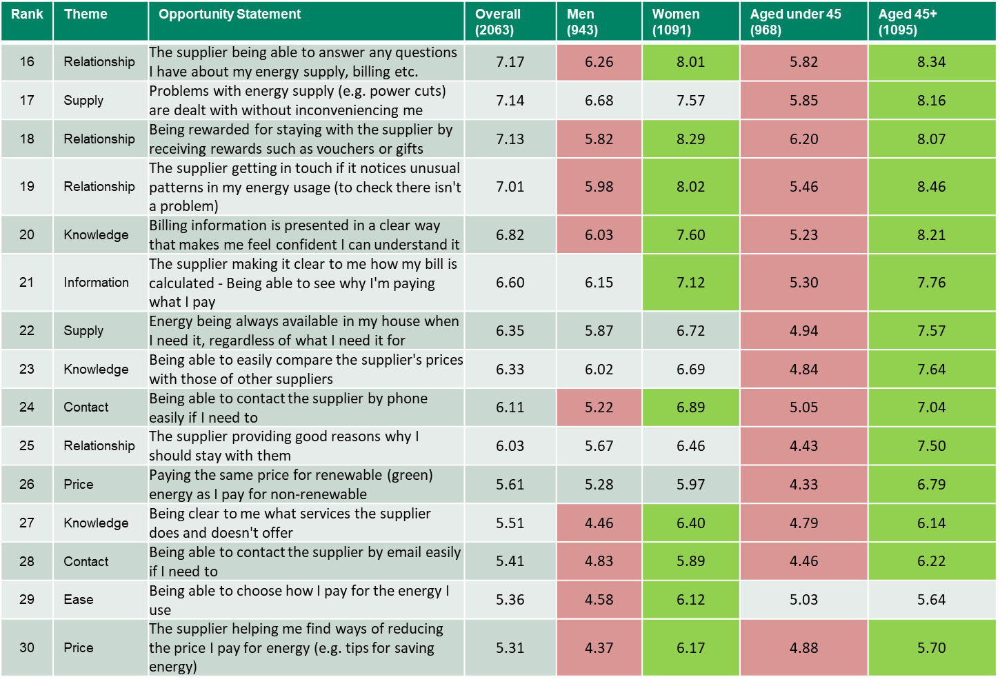 Rank Theme Opportunity Statement Overall (2063) Men (943) Women (1091) Aged under 45 (968) Aged 45+ (1095)
16 Relationship The supplier being able to answer any questions 7.17 6.26 8.01 5.82 8.34
I have about my energy supply, billing etc.
17 Supply Problems with energy supply (e.g. power cuts) 7.14 6.68 7.57 5.85 8.16
are dealt with without inconveniencing me
18 Relationship Being rewarded for staying with the supplier by 7.13 5.82 8.29 6.20 8.07
receiving rewards such as vouchers or gifts
19 Relationship The supplier getting in touch if it notices unusual 7.01 5.98 8.02 5.46 8.46
patterns in my energy usage (to check there isn't
a problem)
20 Knowledge Billing information is presented in a clear way 6.82 6.03 7.60 5.23 8.21
that makes me feel confident I can understand it
21 Information The supplier making it clear to me how my bill is 6.60 6.15 7.12 5.30 7.76
calculated - Being able to see why I'm paying
what I pay
22 Supply Energy being always available in my house when 6.35 5.87 6.72 4.94 7.57
I need it, regardless of what I need it for
23 Knowledge Being able to easily compare the supplier's prices 6.33 6.02 6.69 4.84 7.64
with those of other suppliers
24 Contact Being able to contact the supplier by phone 6.11 5.22 6.89 5.05 7.04
easily if I need to
25 Relationship The supplier providing good reasons why I 6.03 5.67 6.46 4.43 7.50
should stay with them
26 Price Paying the same price for renewable (green) 5.61 5.28 5.97 4.33 6.79
energy as I pay for non-renewable
27 Knowledge Being clear to me what services the supplier 5.51 4.46 6.40 4.79 6.14
does and doesn't offer
28 Contact Being able to contact the supplier by email easily 5.41 4.83 5.89 4.46 6.22
if I need to
29 Ease Being able to choose how I pay for the energy I 5.36 4.58 6.12 5.03 5.64
use
30 Price The supplier helping me find ways of reducing 5.31 4.37 6.17 4.88 5.70
the price I pay for energy (e.g. tips for saving
energy)